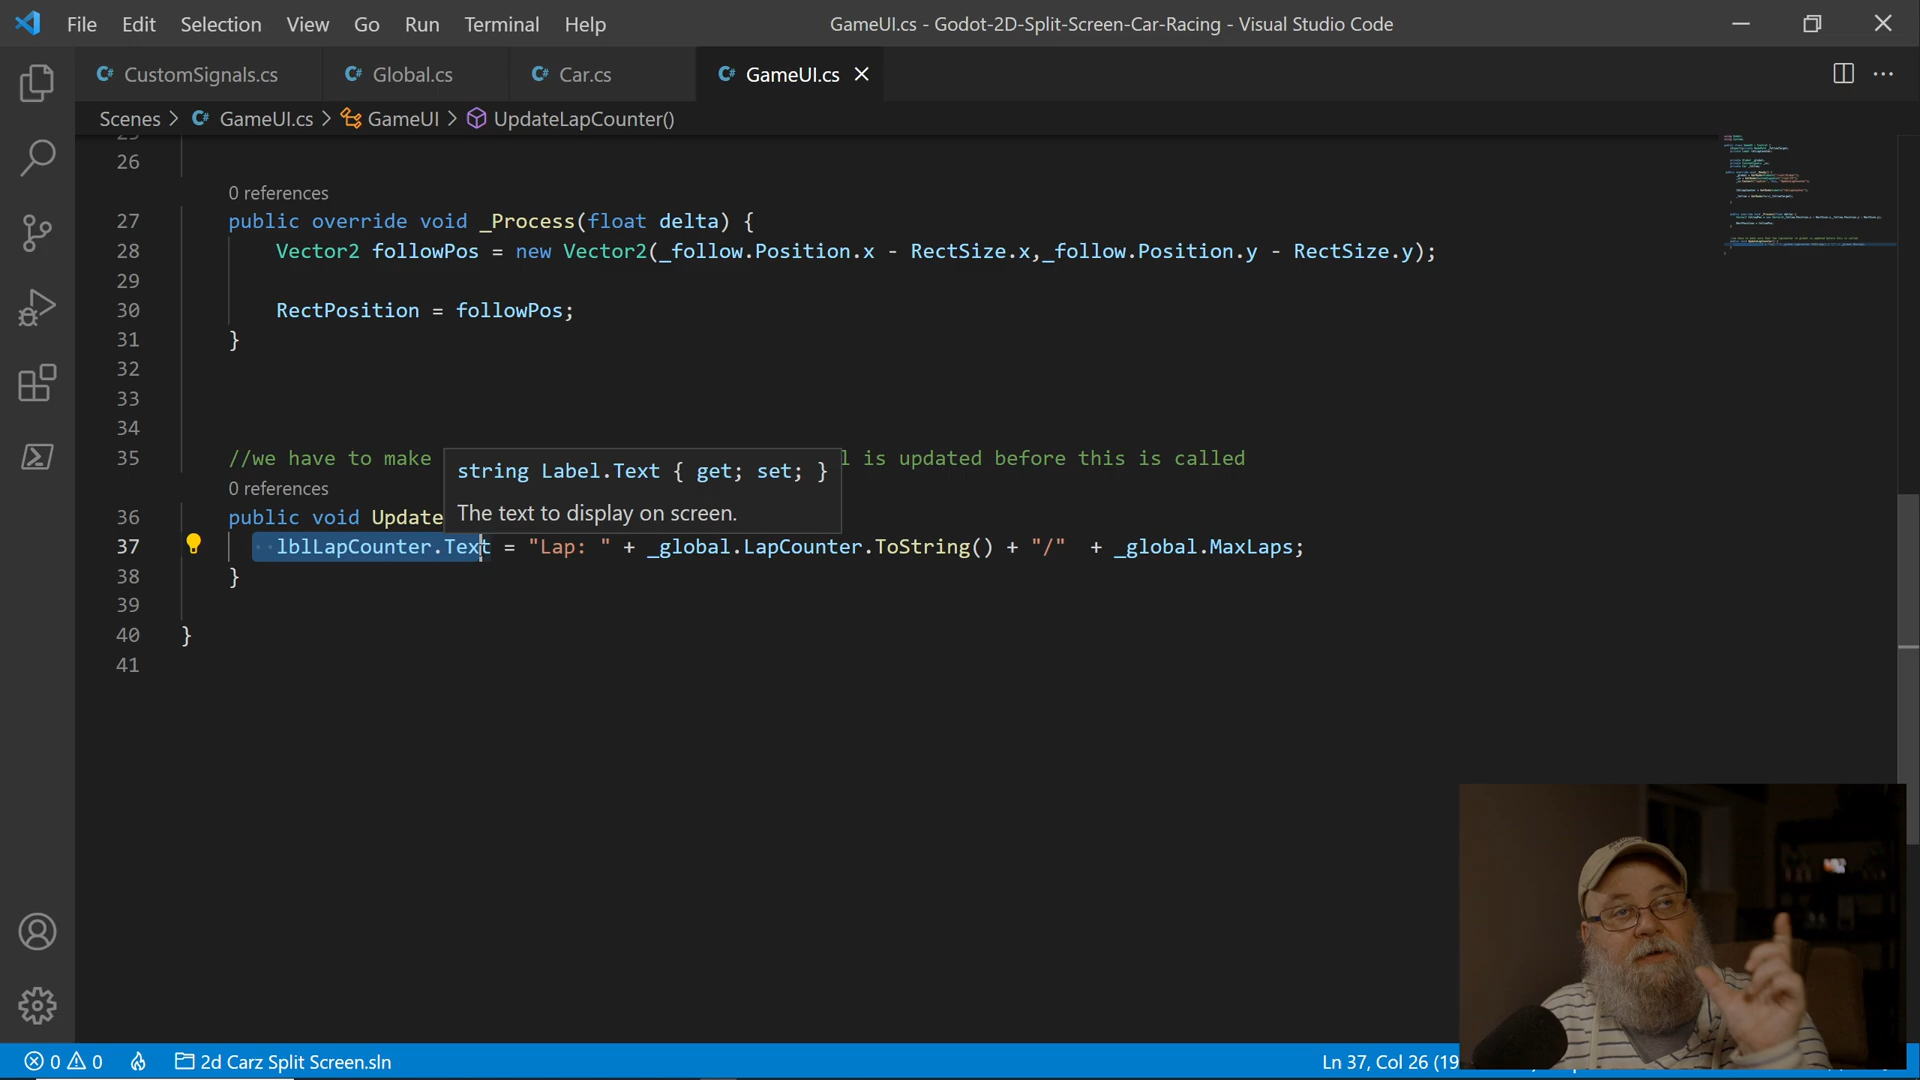 File Edit Selection View Go Run Terminal Help GameUI.cs - Godot-2D-Split-Screen-Car-Racing - Visual Studio Code
CustomSignals.cs Global.cs Car.cs GameUI.cs
Scenes > GameUI.cs > GameUI > UpdateLapCounter()
25
26
0 references
27 public override void _Process(float delta) {
28 Vector2 followPos = new Vector2(_follow.Position.x - RectSize.x,_follow.Position.y - RectSize.y);
29
30 RectPosition = followPos;
31 }
32
33
34
35 //we have to make l is updated before this is called
string Label.Text { get; set; }
The text to display on screen.
0 references
36 public void Update
37 lblLapCounter.Text = "Lap: " + _global.LapCounter.ToString() + "/" + _global.MaxLaps;
38 }
39
40 }
41
0 0 2d Carz Split Screen.sln Ln 37, Col 26 (19